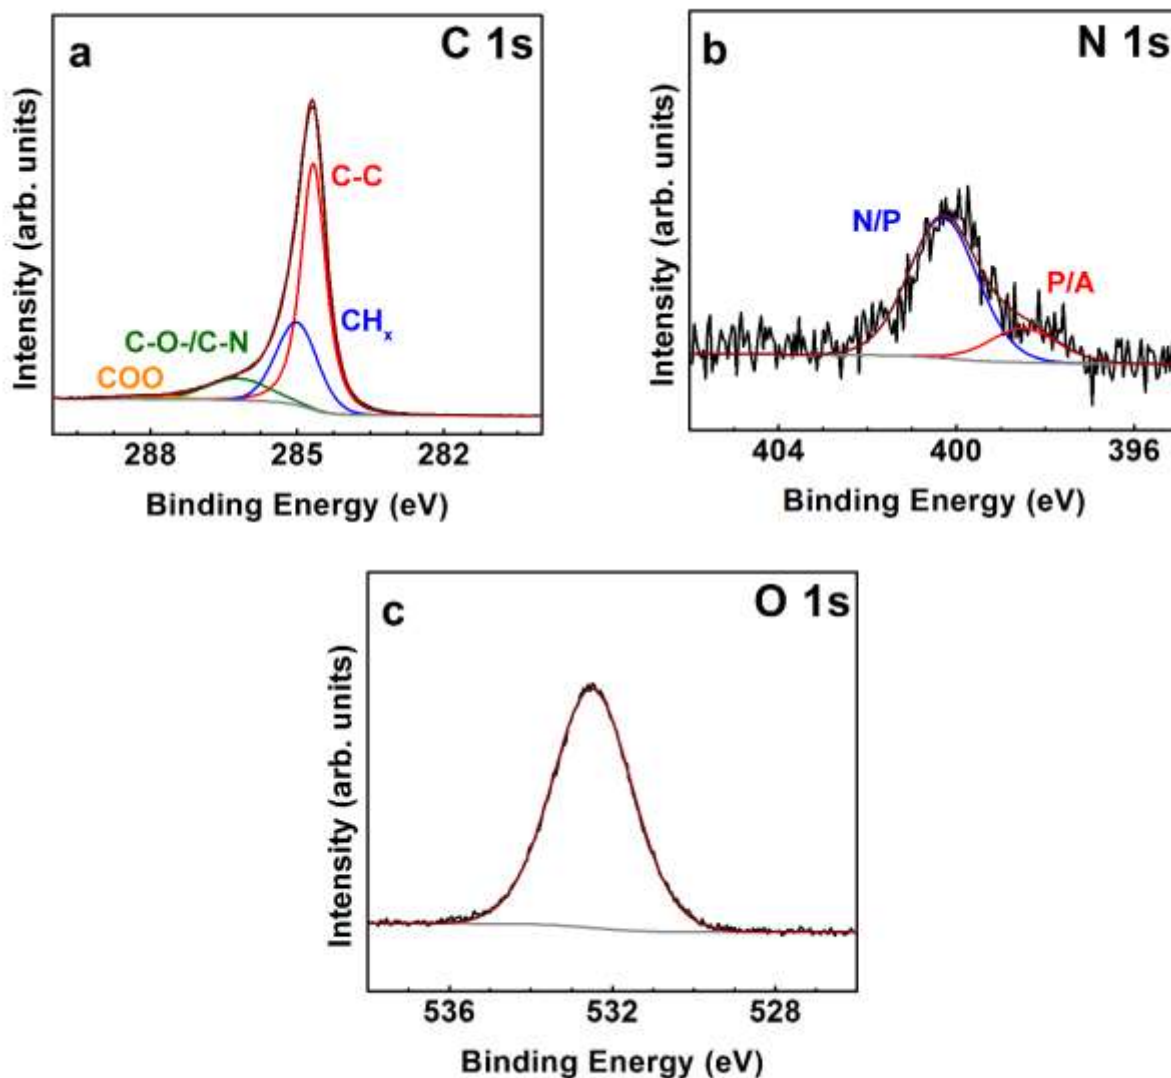 a
C 1s
Intensity (arb. units)
C-C
CHx
C-O-/C-N
COO
288 285 282
Binding Energy (eV)
b
N 1s
Intensity (arb. units)
N/P
P/A
404 400 396
Binding Energy (eV)
c
O 1s
Intensity (arb. units)
536 532 528
Binding Energy (eV)